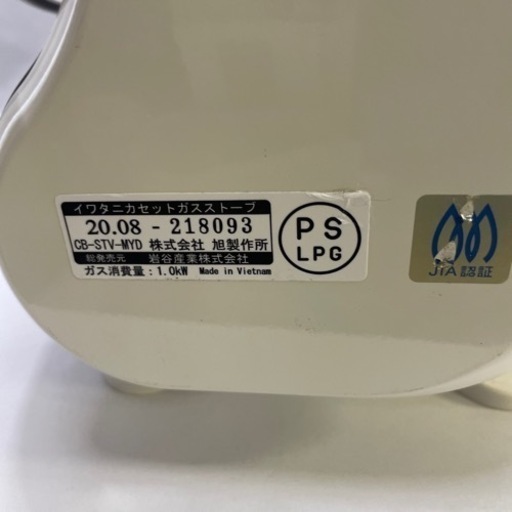 イワタニカセットガスストーブ
20.08 - 218093
CB-STV-MYD 株式会社 旭製作所
総発売元 岩谷産業株式会社
ガス消費量：1.0kW Made in Vietnam
PS
LPG
JIA認証